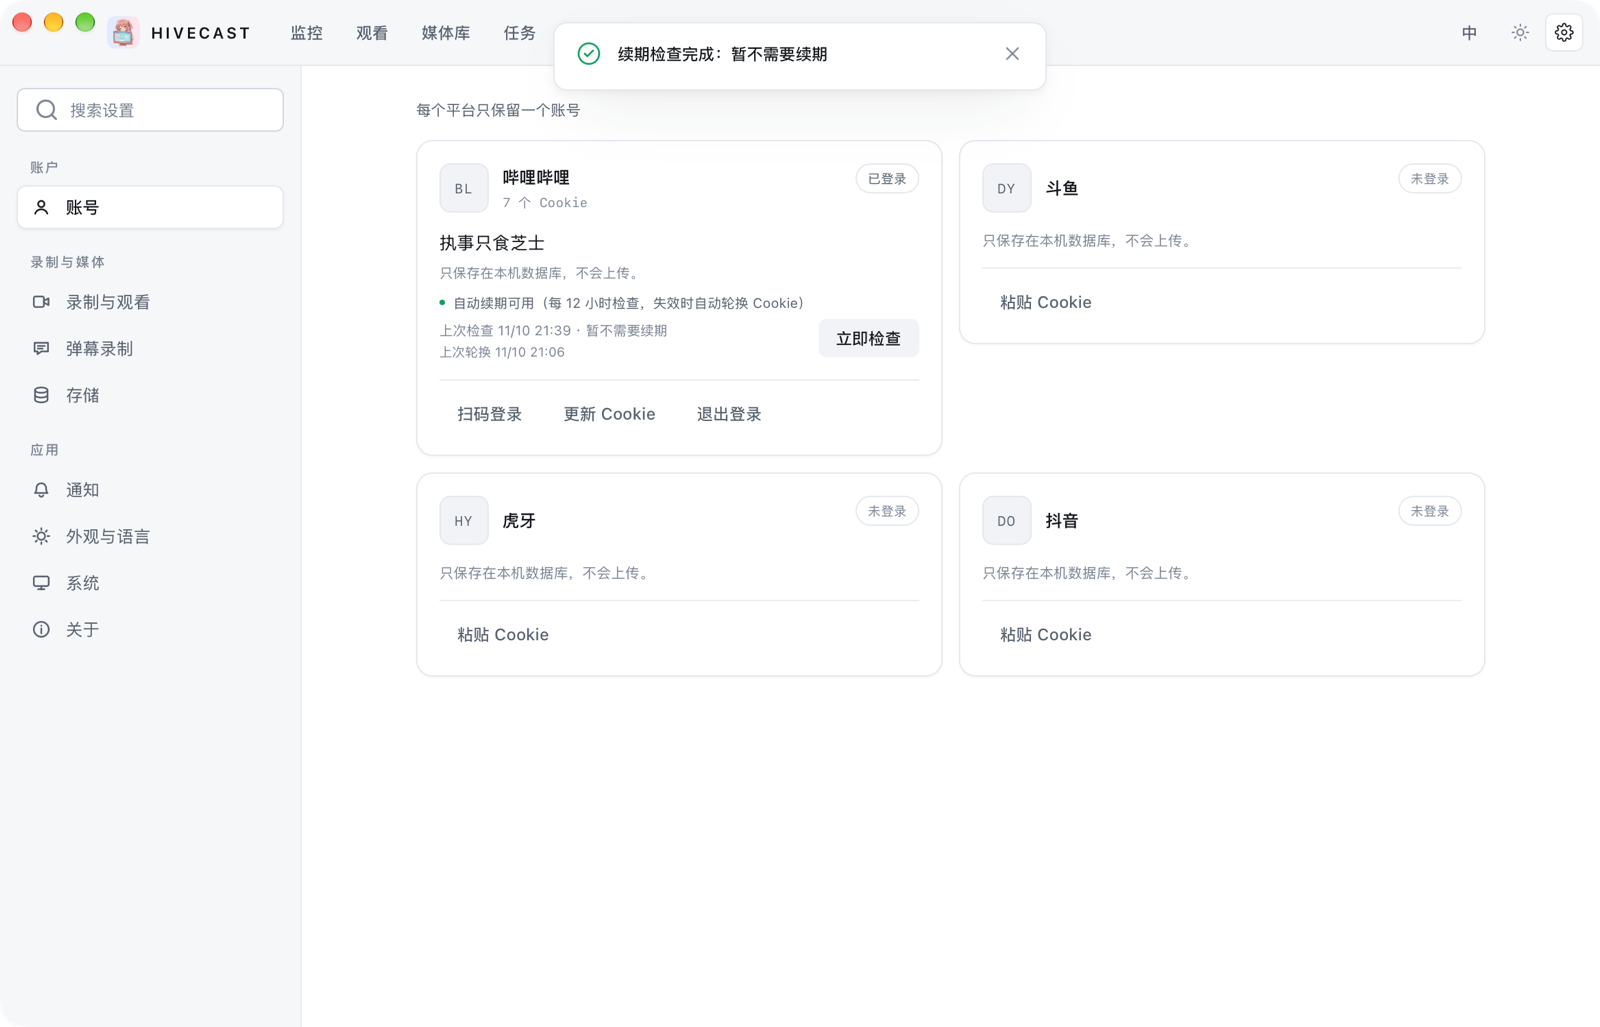 HIVECAST
监控
观看
媒体库
任务
续期检查完成：暂不需要续期
中
搜索设置
账户
账号
录制与媒体
录制与观看
弹幕录制
存储
应用
通知
外观与语言
系统
关于
每个平台只保留一个账号
BL
哔哩哔哩
7 个 Cookie
已登录
执事只食芝士
只保存在本机数据库，不会上传。
自动续期可用（每 12 小时检查，失效时自动轮换 Cookie）
上次检查 11/10 21:39 · 暂不需要续期
上次轮换 11/10 21:06
立即检查
扫码登录
更新 Cookie
退出登录
DY
斗鱼
未登录
只保存在本机数据库，不会上传。
粘贴 Cookie
HY
虎牙
未登录
只保存在本机数据库，不会上传。
粘贴 Cookie
DO
抖音
未登录
只保存在本机数据库，不会上传。
粘贴 Cookie